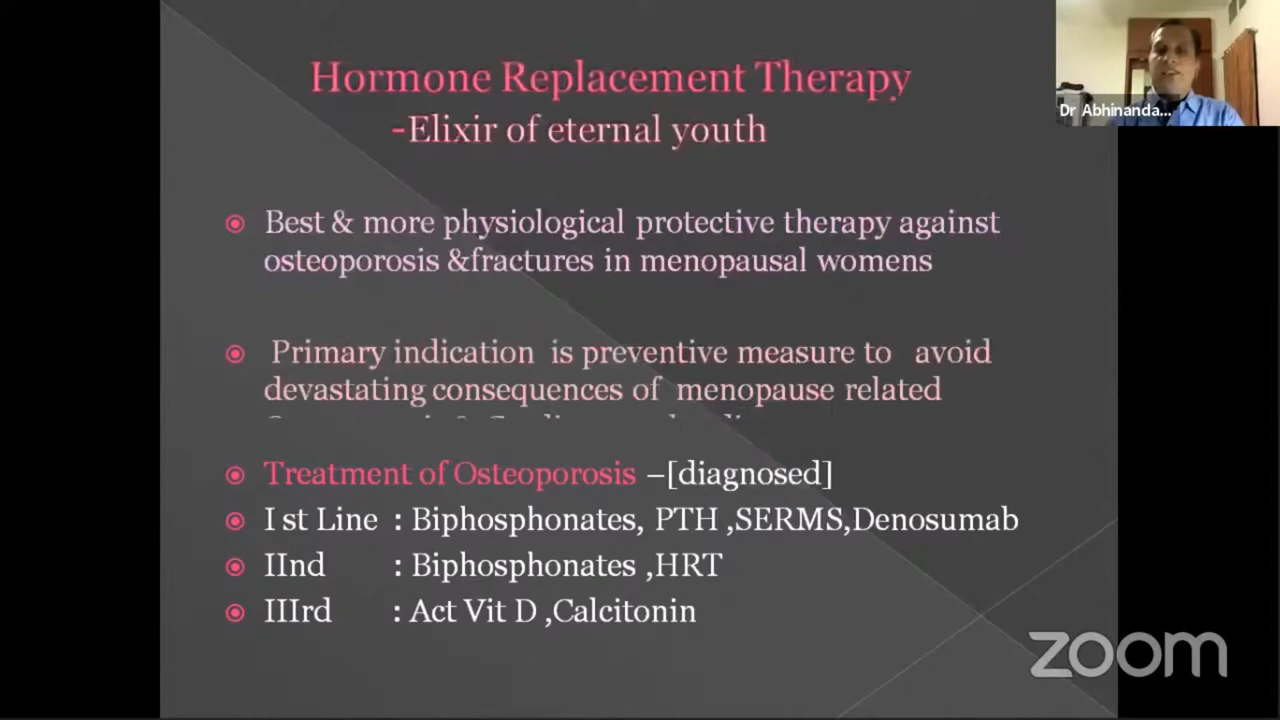 Hormone Replacement Therapy
-Elixir of eternal youth
Dr Abhinanda...
Best & more physiological protective therapy against
osteoporosis &fractures in menopausal womens
Primary indication is preventive measure to avoid
devastating consequences of menopause related
Treatment of Osteoporosis –[diagnosed]
I st Line : Biphosphonates, PTH ,SERMS,Denosumab
IInd : Biphosphonates ,HRT
IIIrd : Act Vit D ,Calcitonin
zoom